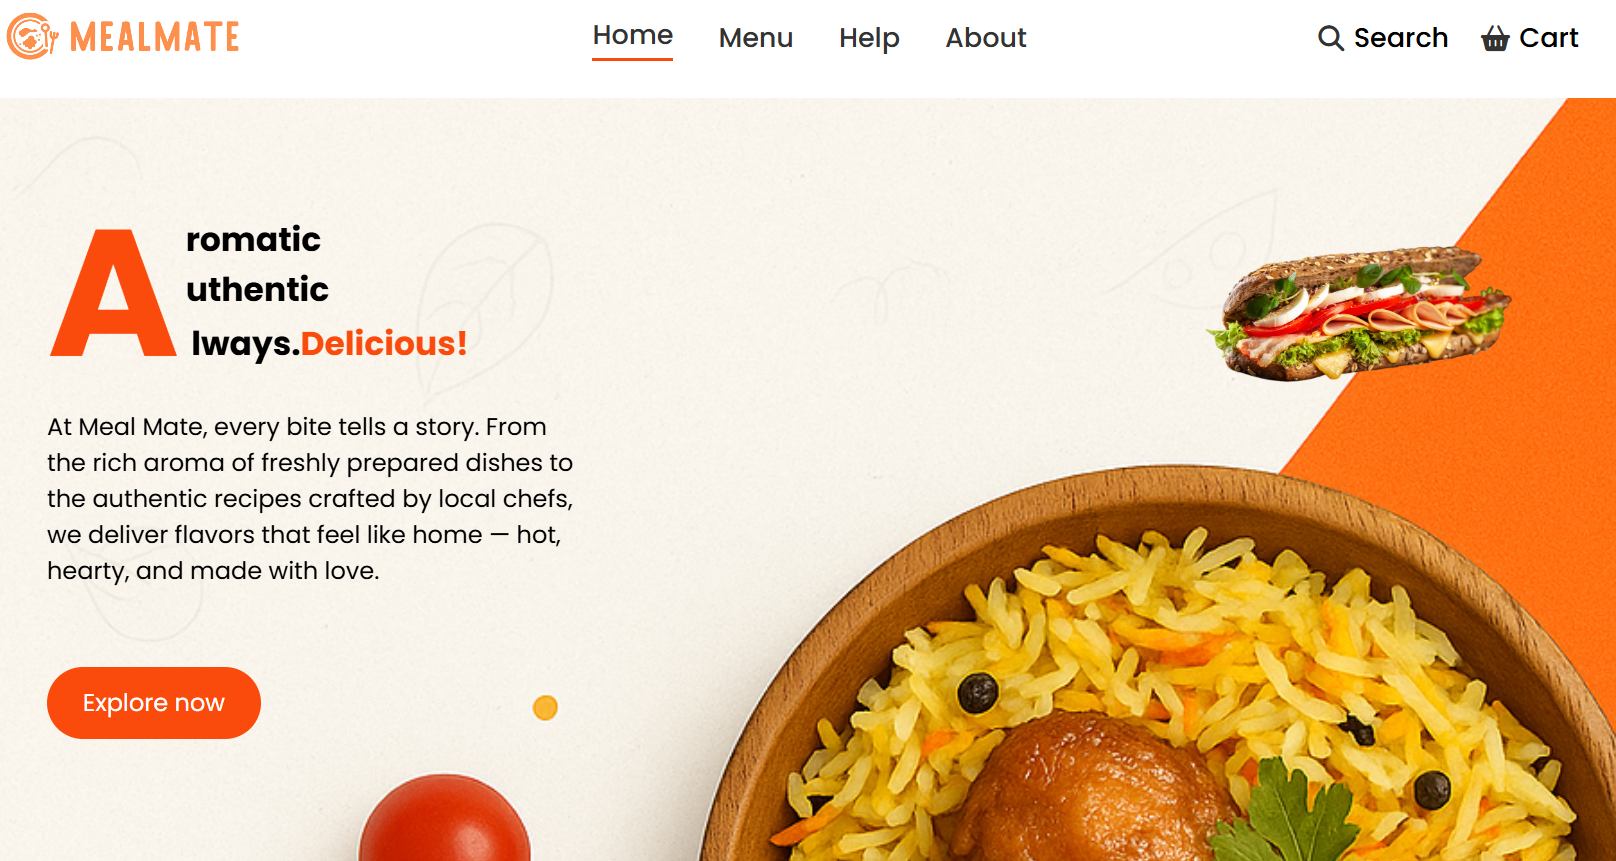 MEALMATE
Home Menu Help About
Search Cart
A
romatic
uthentic
lways.Delicious!
At Meal Mate, every bite tells a story. From
the rich aroma of freshly prepared dishes to
the authentic recipes crafted by local chefs,
we deliver flavors that feel like home — hot,
hearty, and made with love.
Explore now